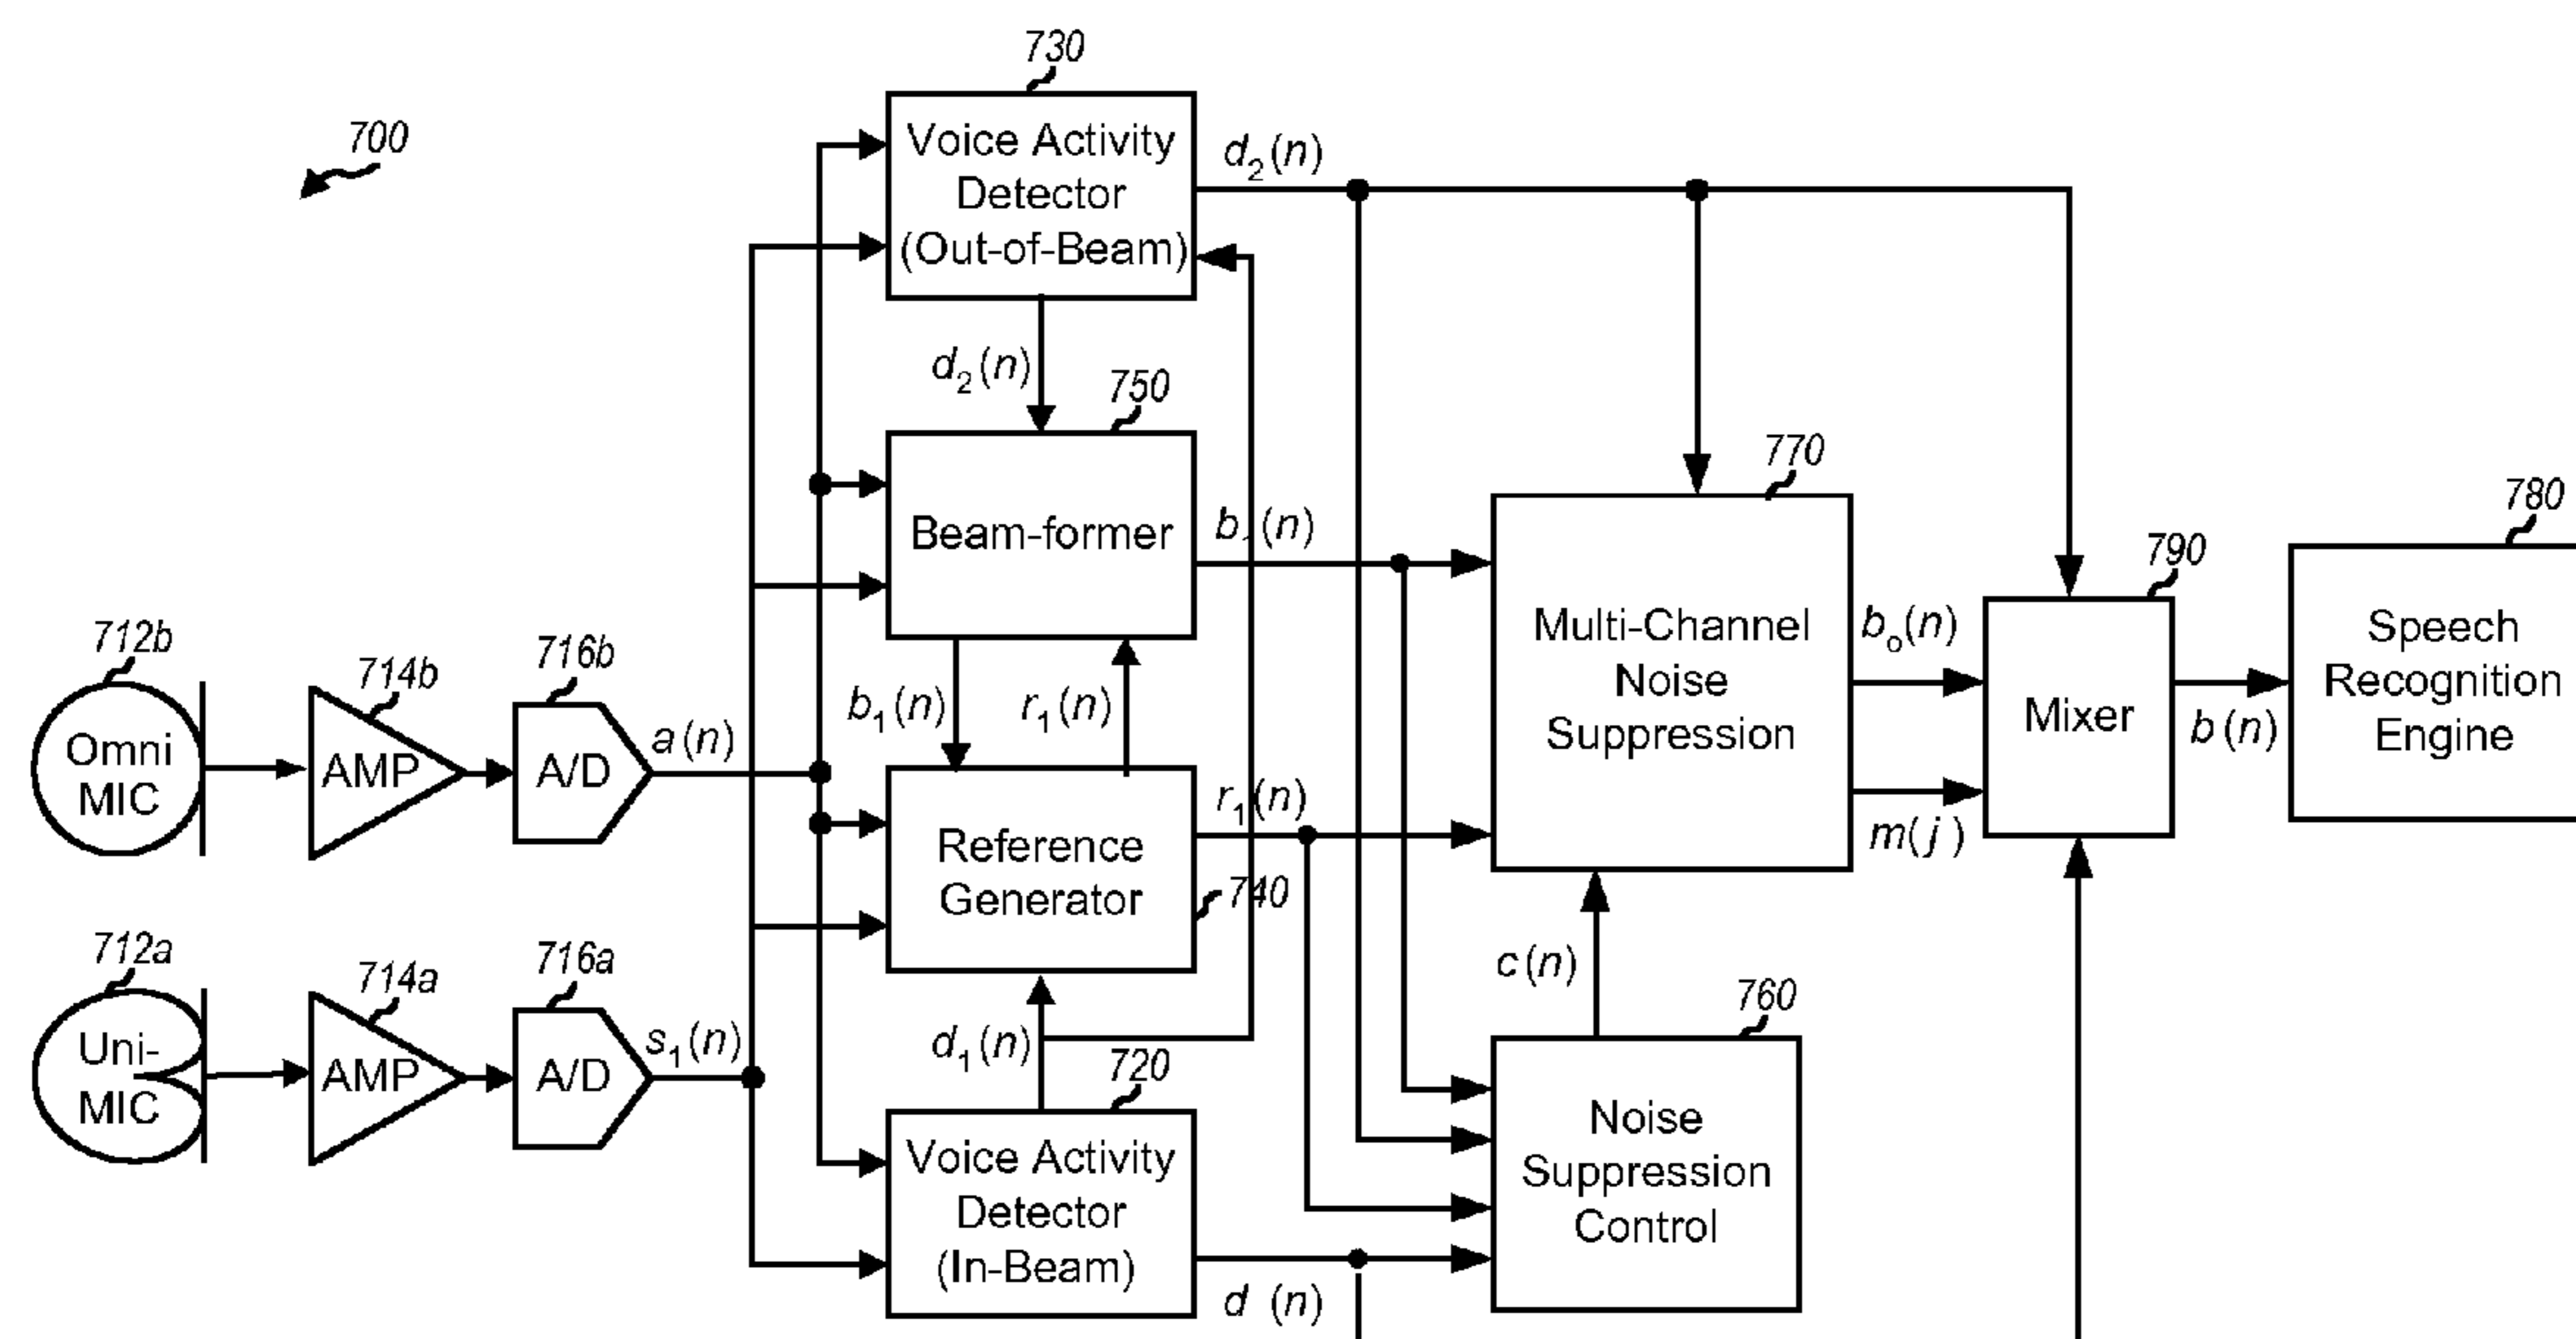 730
700
Voice Activity
Detector
(Out-of-Beam)
d₂(n)
d₂(n)
750
Beam-former
b (n)
770
Multi-Channel
Noise
Suppression
780
Speech
Recognition
Engine
790
Mixer
bₒ(n)
m(j)
b(n)
712b
Omni
MIC
714b
AMP
716b
A/D
a(n)
b₁(n)
r₁(n)
r₁(n)
Reference
Generator
740
712a
Uni-
MIC
714a
AMP
716a
A/D
s₁(n)
d₁(n)
720
Voice Activity
Detector
(In-Beam)
d (n)
c(n)
760
Noise
Suppression
Control